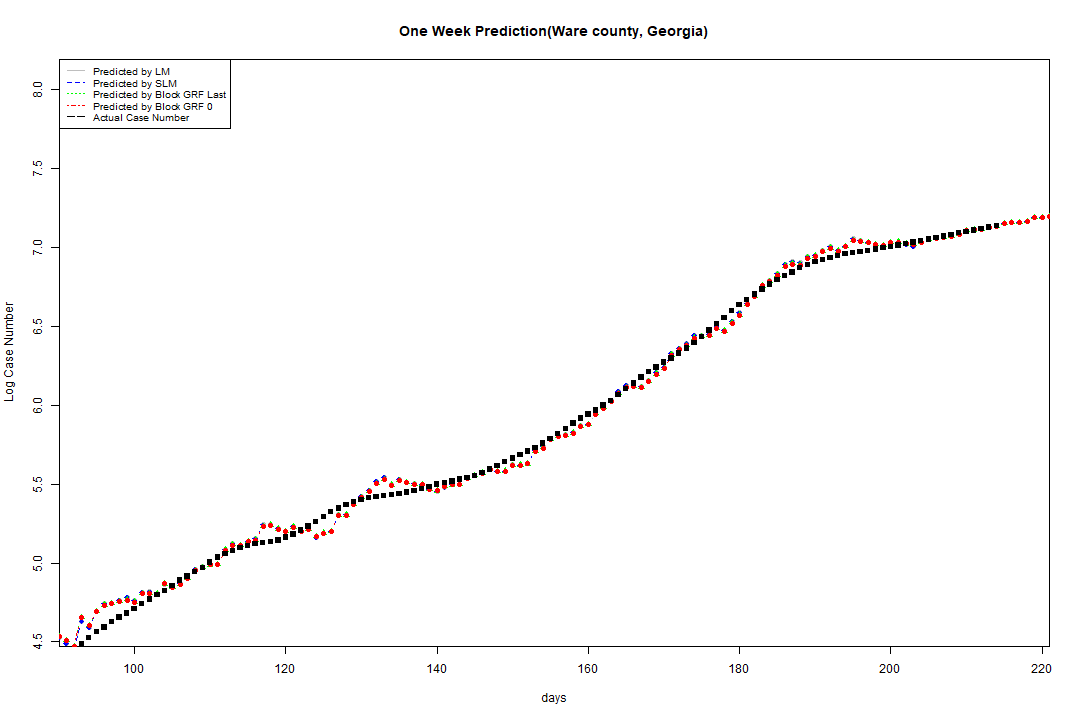 One Week Prediction(Ware county, Georgia)
Predicted by LM
Predicted by SLM
Predicted by Block GRF Last
Predicted by Block GRF 0
Actual Case Number
8.0
7.5
7.0
6.5
6.0
5.5
5.0
4.5
Log Case Number
100 120 140 160 180 200 220
days